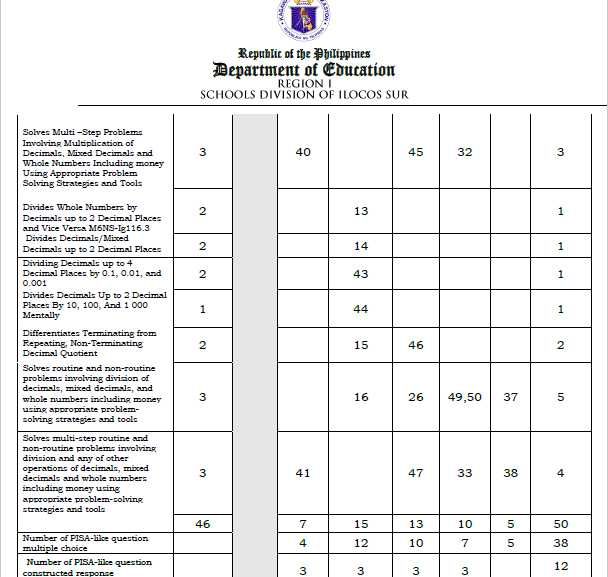 Republic of the Philippines
Department of Education
REGION I
SCHOOLS DIVISION OF ILOCOS SUR
Solves Multi –Step Problems
Involving Multiplication of
Decimals, Mixed Decimals and
Whole Numbers Including money
Using Appropriate Problem
Solving Strategies and Tools
3 40 45 32 3
Divides Whole Numbers by
Decimals up to 2 Decimal Places
and Vice Versa M6NS-Ig116.3
2 13 1
Divides Decimals/Mixed
Decimals up to 2 Decimal Places
2 14 1
Dividing Decimals up to 4
Decimal Places by 0.1, 0.01, and
0.001
2 43 1
Divides Decimals Up to 2 Decimal
Places By 10, 100, And 1 000
Mentally
1 44 1
Differentiates Terminating from
Repeating, Non-Terminating
Decimal Quotient
2 15 46 2
Solves routine and non-routine
problems involving division of
decimals, mixed decimals, and
whole numbers including money
using appropriate problem-
solving strategies and tools
3 16 26 49,50 37 5
Solves multi-step routine and
non-routine problems involving
division and any of other
operations of decimals, mixed
decimals and whole numbers
including money using
appropriate problem-solving
strategies and tools
3 41 47 33 38 4
46 7 15 13 10 5 50
Number of PISA-like question
multiple choice
4 12 10 7 5 38
Number of PISA-like question
constructed response
3 3 3 3 12